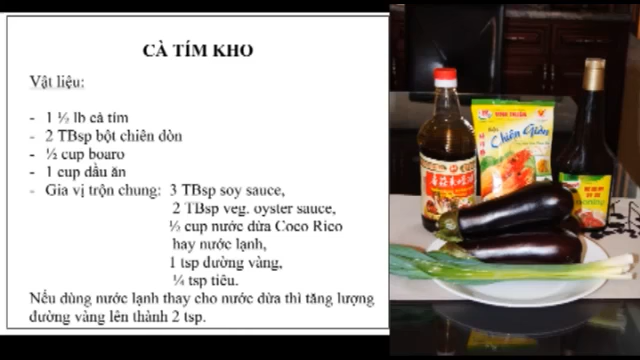 CÀ TÍM KHO
Vật liệu:
- 1 ½ lb cà tím
- 2 TBsp bột chiên dòn
- ½ cup boaro
- 1 cup dầu ăn
- Gia vị trộn chung: 3 TBsp soy sauce,
2 TBsp veg. oyster sauce,
⅓ cup nước dừa Coco Rico
hay nước lạnh,
1 tsp đường vàng,
¼ tsp tiêu.
Nếu dùng nước lạnh thay cho nước dừa thì tăng lượng
đường vàng lên thành 2 tsp.
VĨNH THUẬN
Chiên Giòn